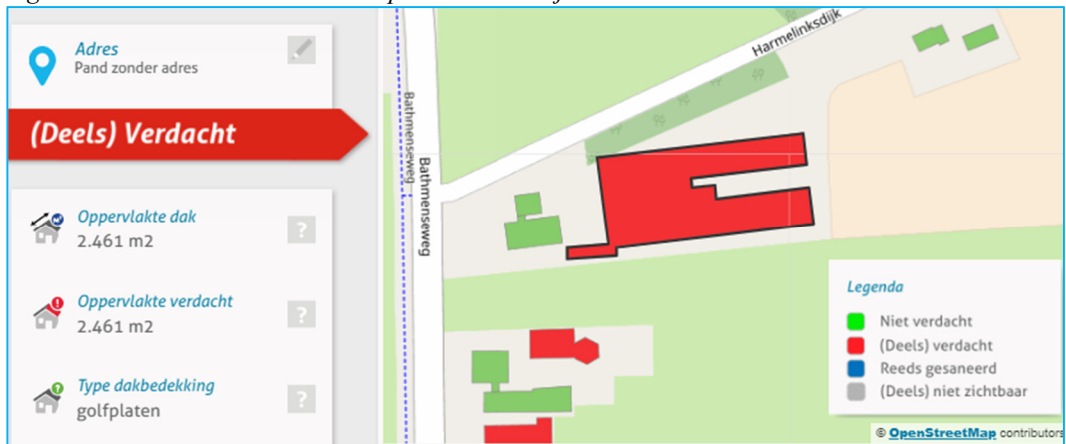 Adres
Pand zonder adres
(Deels) Verdacht
Oppervlakte dak
2.461 m2
?
Oppervlakte verdacht
2.461 m2
?
Type dakbedekking
golfplaten
?
Harmelinksdijk
Bathmenseweg
Bathmenseweg
Legenda
Niet verdacht
(Deels) verdacht
Reeds gesaneerd
(Deels) niet zichtbaar
© OpenStreetMap contributors